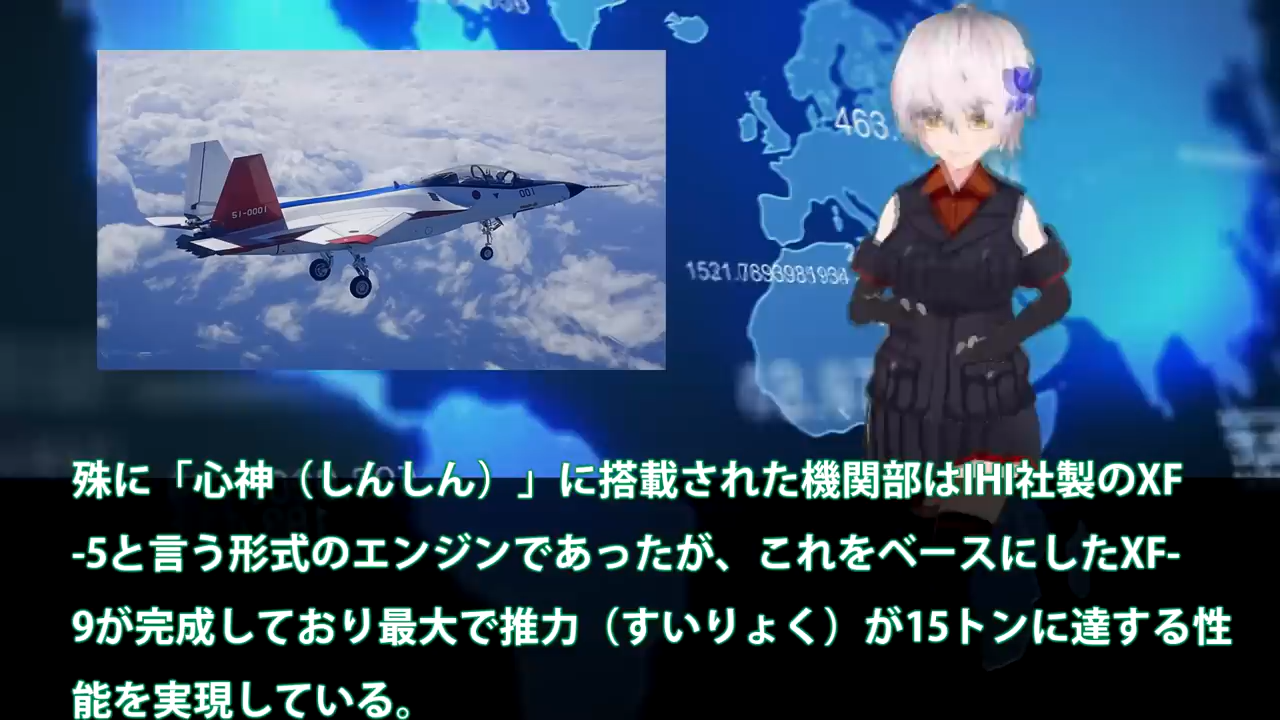 463.
001
51-0001
1521.7693981934
殊に「心神（しんしん）」に搭載された機関部はIHI社製のXF
-5と言う形式のエンジンであったが、これをベースにしたXF-
9が完成しており最大で推力（すいりょく）が15トンに達する性
能を実現している。